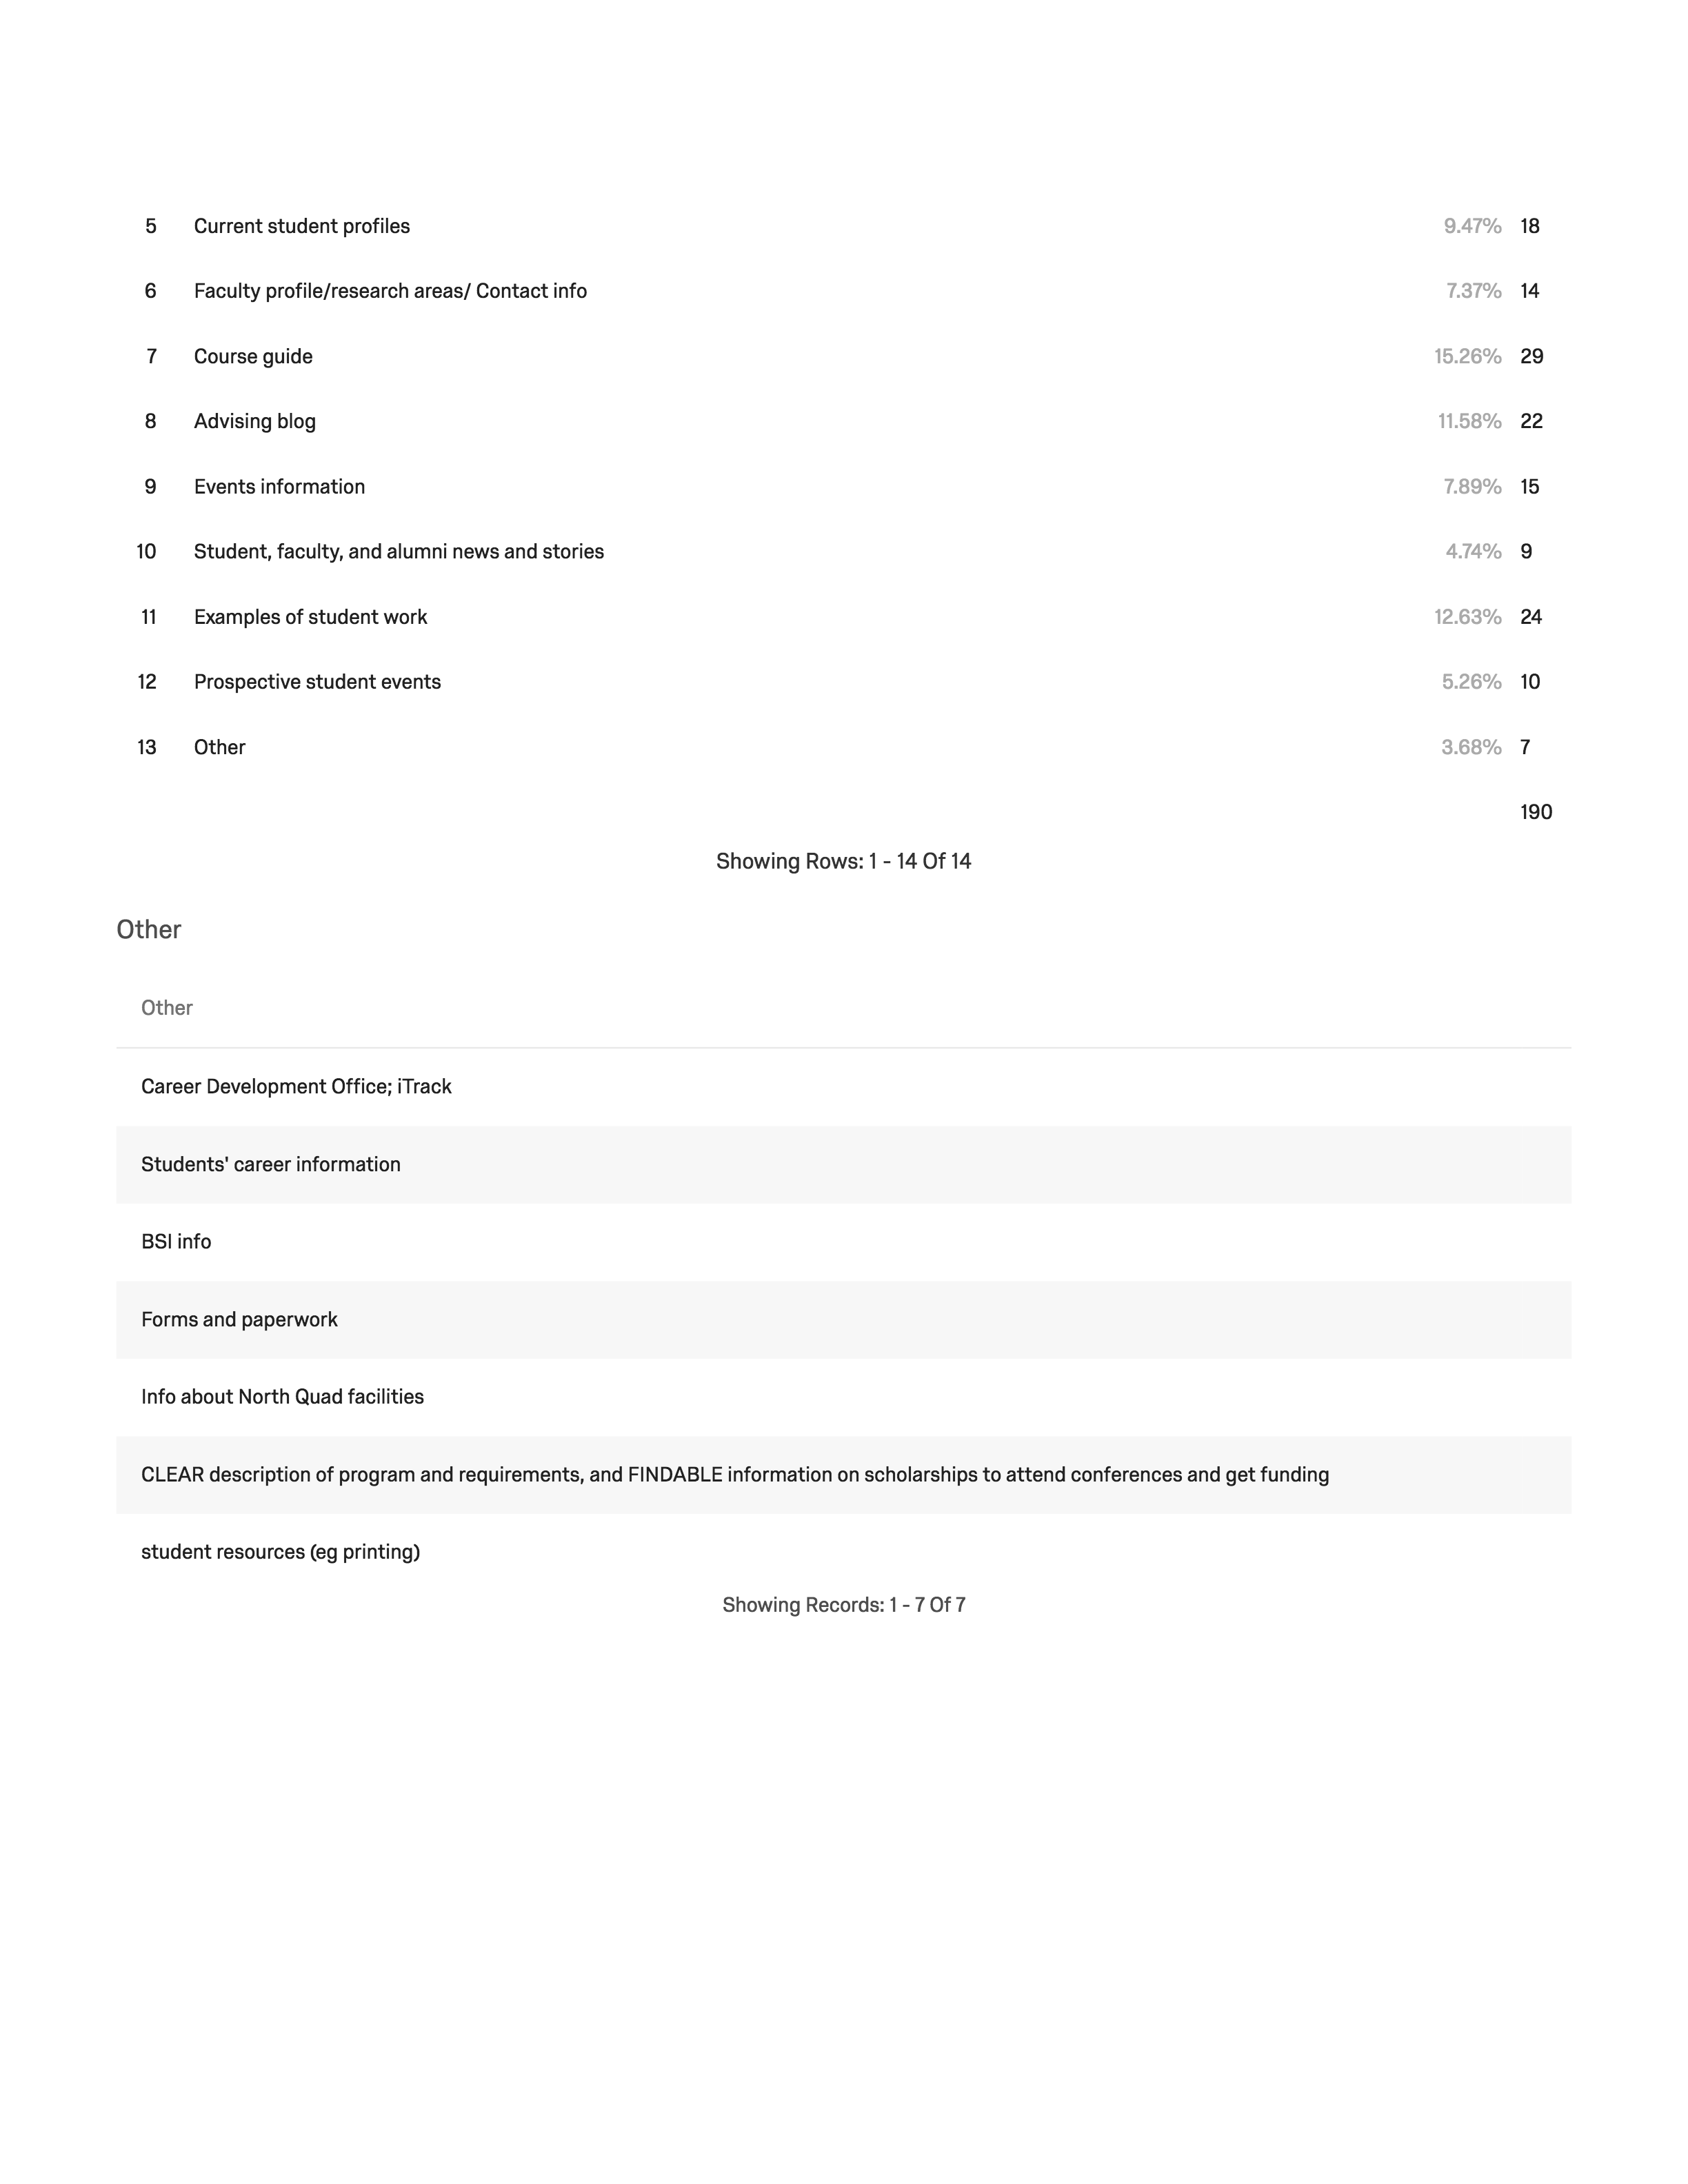 5 Current student profiles 9.47% 18
6 Faculty profile/research areas/ Contact info 7.37% 14
7 Course guide 15.26% 29
8 Advising blog 11.58% 22
9 Events information 7.89% 15
10 Student, faculty, and alumni news and stories 4.74% 9
11 Examples of student work 12.63% 24
12 Prospective student events 5.26% 10
13 Other 3.68% 7
190
Showing Rows: 1 - 14 Of 14
Other
Other
Career Development Office; iTrack
Students' career information
BSI info
Forms and paperwork
Info about North Quad facilities
CLEAR description of program and requirements, and FINDABLE information on scholarships to attend conferences and get funding
student resources (eg printing)
Showing Records: 1 - 7 Of 7